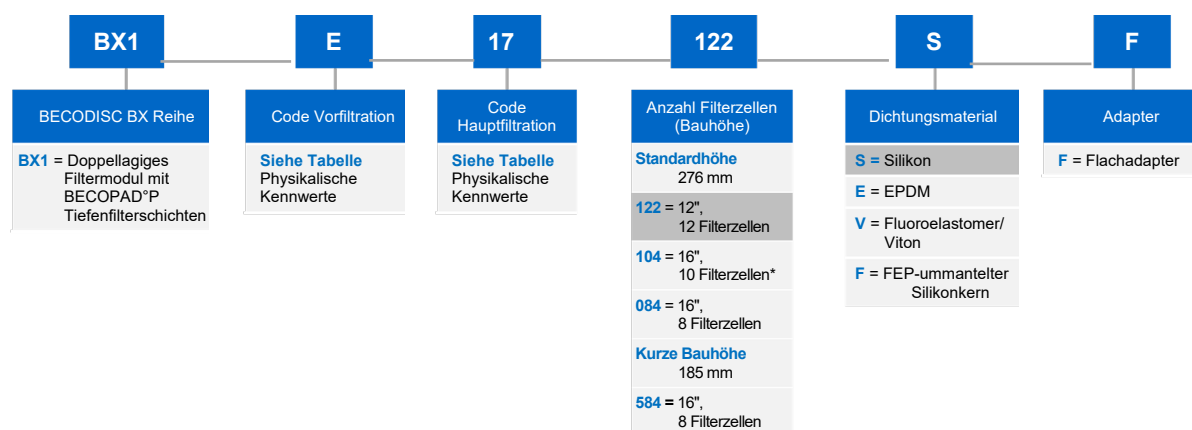 BX1
E
17
122
S
F
BECODISC BX Reihe
BX1 = Doppellagiges
Filtermodul mit
BECOPAD°P
Tiefenfilterschichten
Code Vorfiltration
Siehe Tabelle
Physikalische
Kennwerte
Code
Hauptfiltration
Siehe Tabelle
Physikalische
Kennwerte
Anzahl Filterzellen
(Bauhöhe)
Standardhöhe
276 mm
122 = 12",
12 Filterzellen
104 = 16",
10 Filterzellen*
084 = 16",
8 Filterzellen
Kurze Bauhöhe
185 mm
584 = 16",
8 Filterzellen
Dichtungsmaterial
S = Silikon
E = EPDM
V = Fluoroelastomer/
Viton
F = FEP-ummantelter
Silikonkern
Adapter
F = Flachadapter